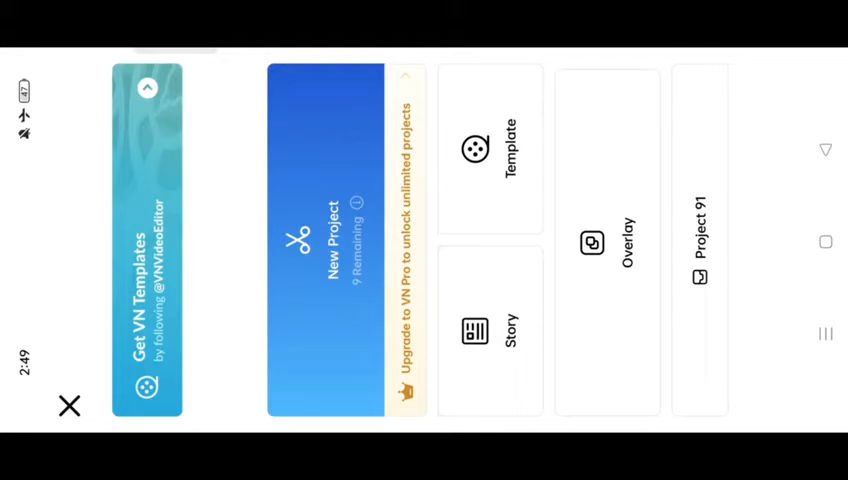 2:49
47
Get VN Templates
by following @VNVideoEditor
New Project
9 Remaining
Upgrade to VN Pro to unlock unlimited projects
Story
Template
Overlay
Project 91